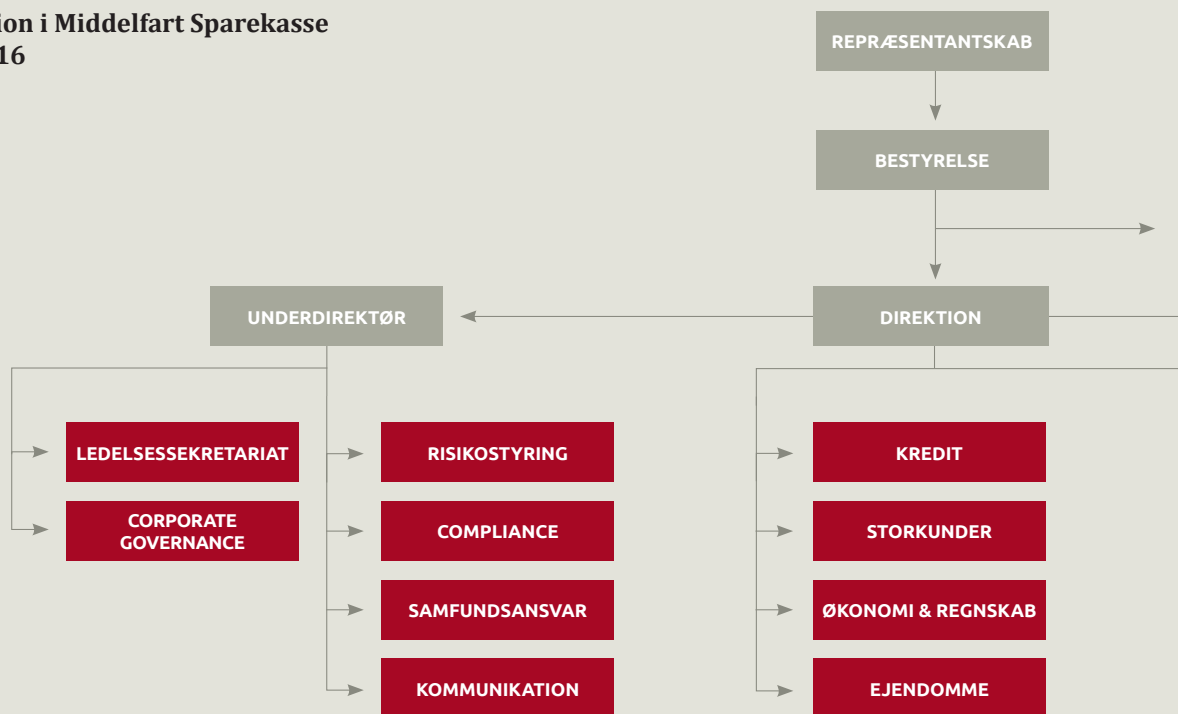 ion i Middelfart Sparekasse
16
REPRÆSENTANTSKAB
BESTYRELSE
UNDERDIREKTØR
DIREKTION
LEDELSESSEKRETARIAT
RISIKOSTYRING
KREDIT
CORPORATE
GOVERNANCE
COMPLIANCE
STORKUNDER
SAMFUNDSANSVAR
ØKONOMI & REGNSKAB
KOMMUNIKATION
EJENDOMME